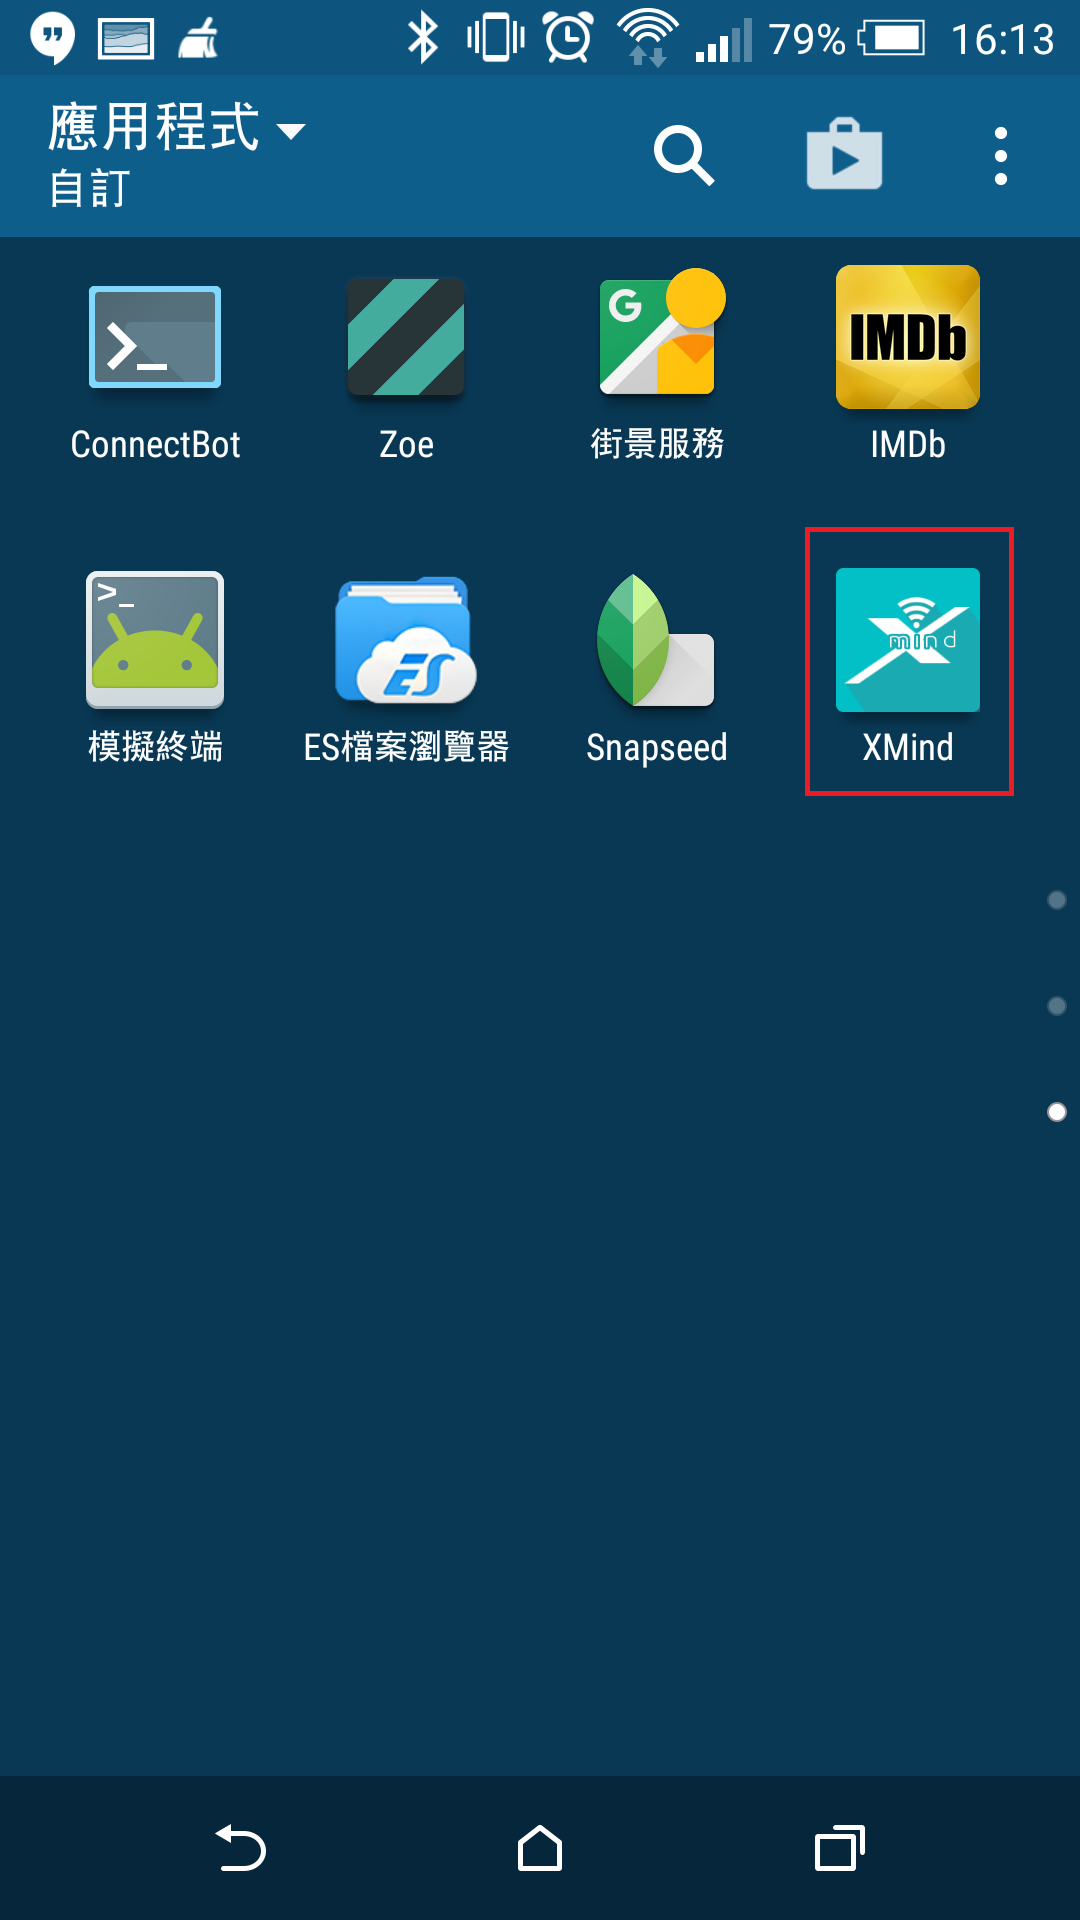 79% 16:13
應用程式
自訂
G
IMDb
ConnectBot Zoe 街景服務 IMDb
>_
ES
mind
模擬終端 ES檔案瀏覽器 Snapseed XMind